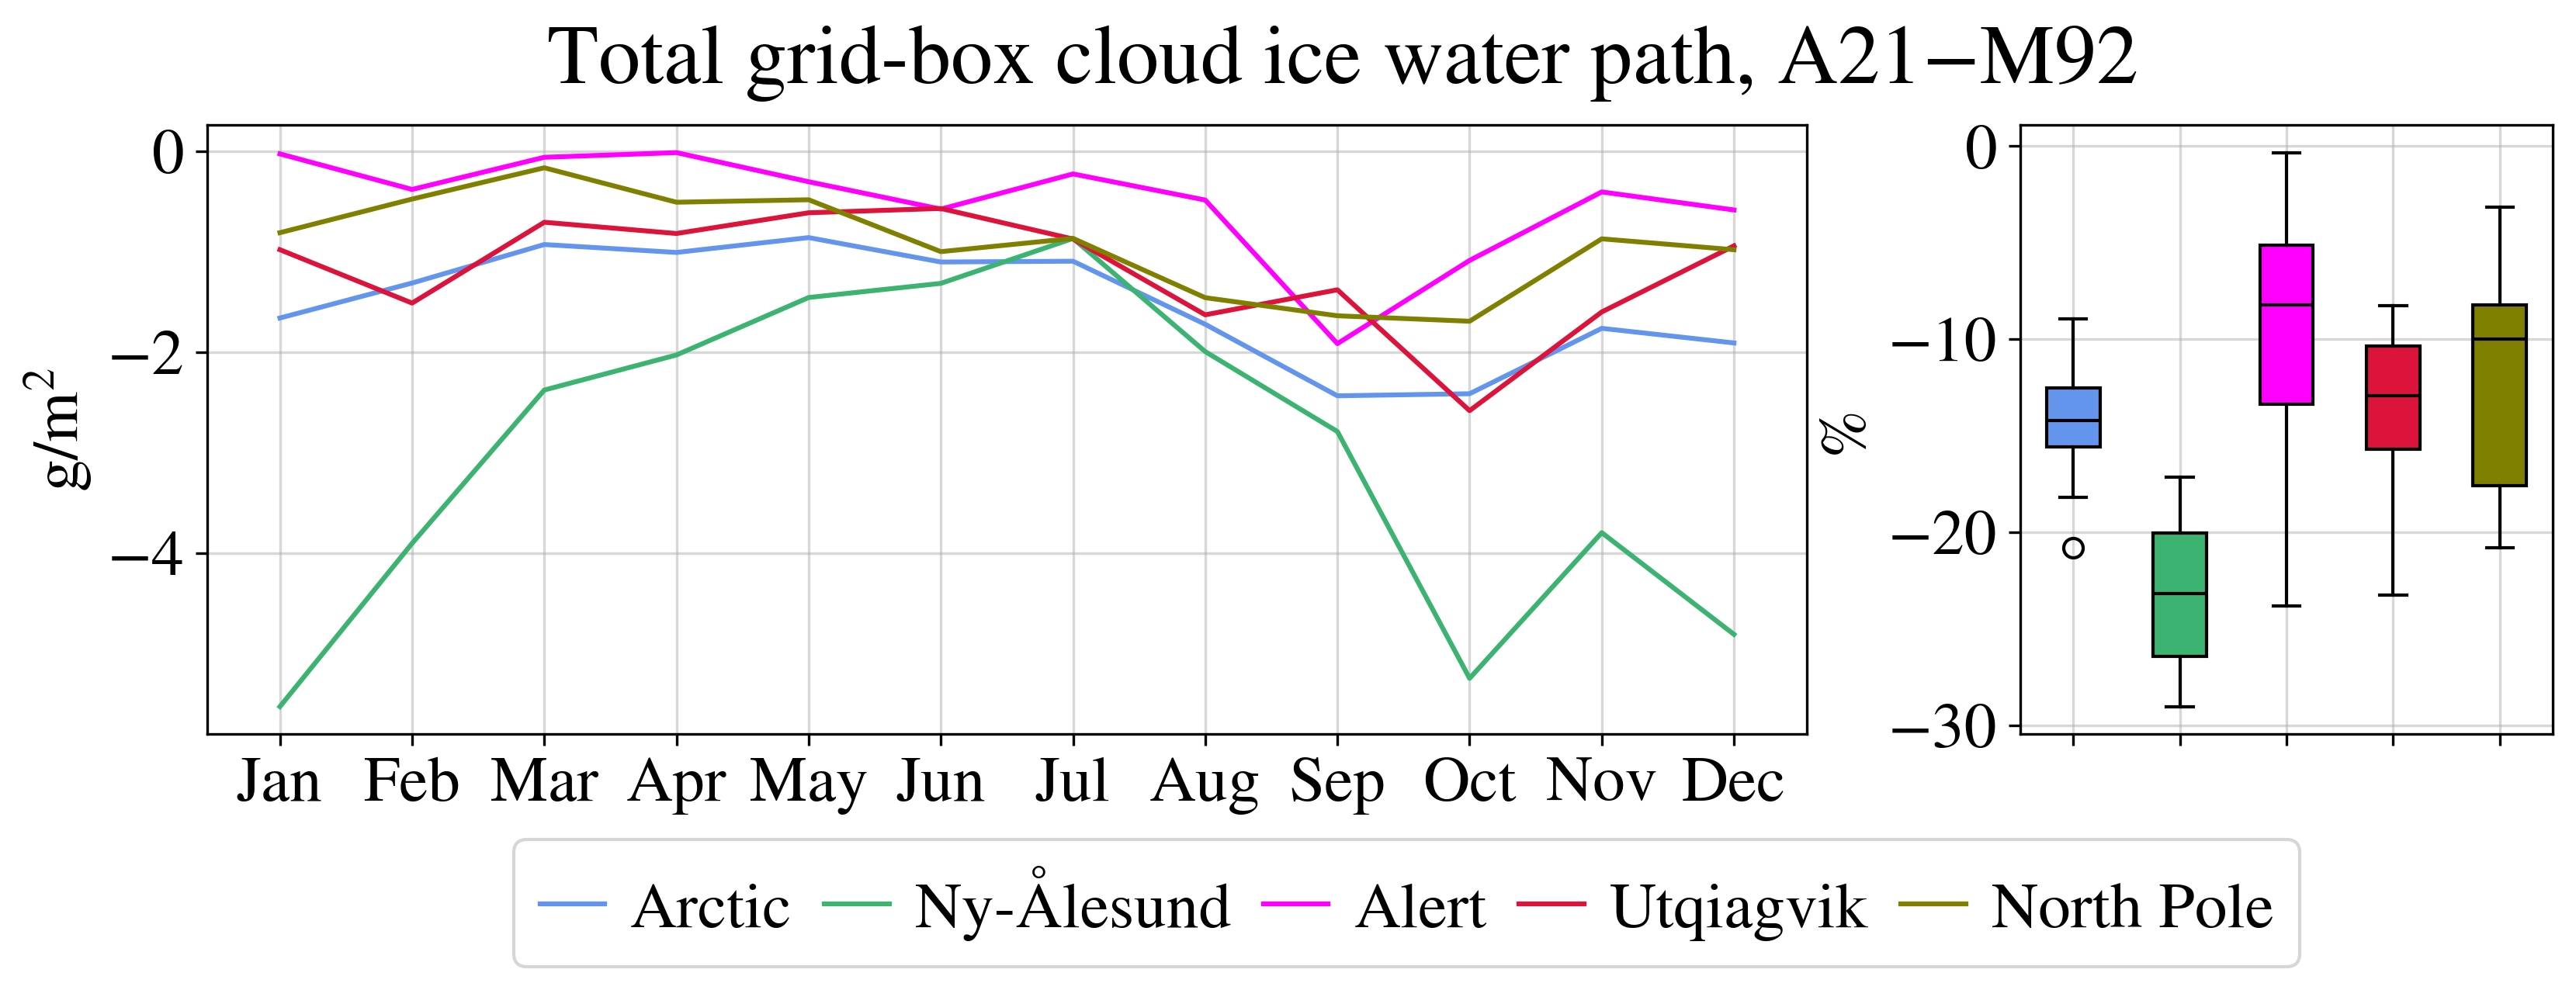 Total grid-box cloud ice water path, A21−M92
g/m²
0
−2
−4
Jan Feb Mar Apr May Jun Jul Aug Sep Oct Nov Dec
%
0
−10
−20
−30
Arctic Ny-Ålesund Alert Utqiagvik North Pole